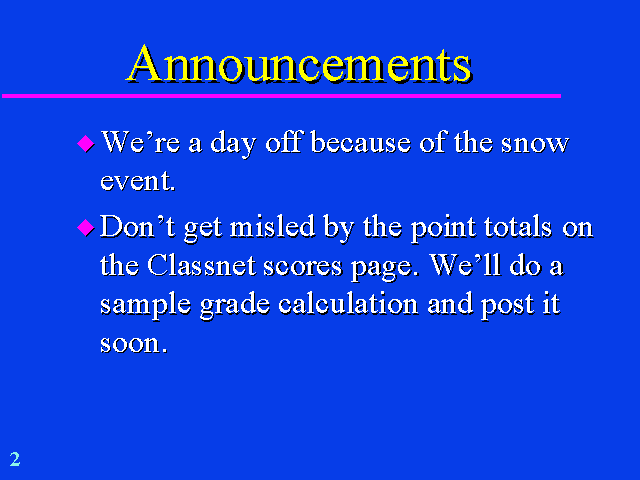 Announcements
We’re a day off because of the snow
event.
Don’t get misled by the point totals on
the Classnet scores page. We’ll do a
sample grade calculation and post it
soon.
2